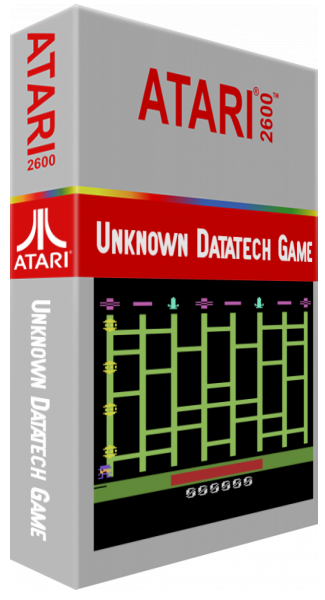 ATARI
2600
ATARI®
UNKNOWN DATATECH GAME
ATARI® 2600™
UNKNOWN DATATECH GAME